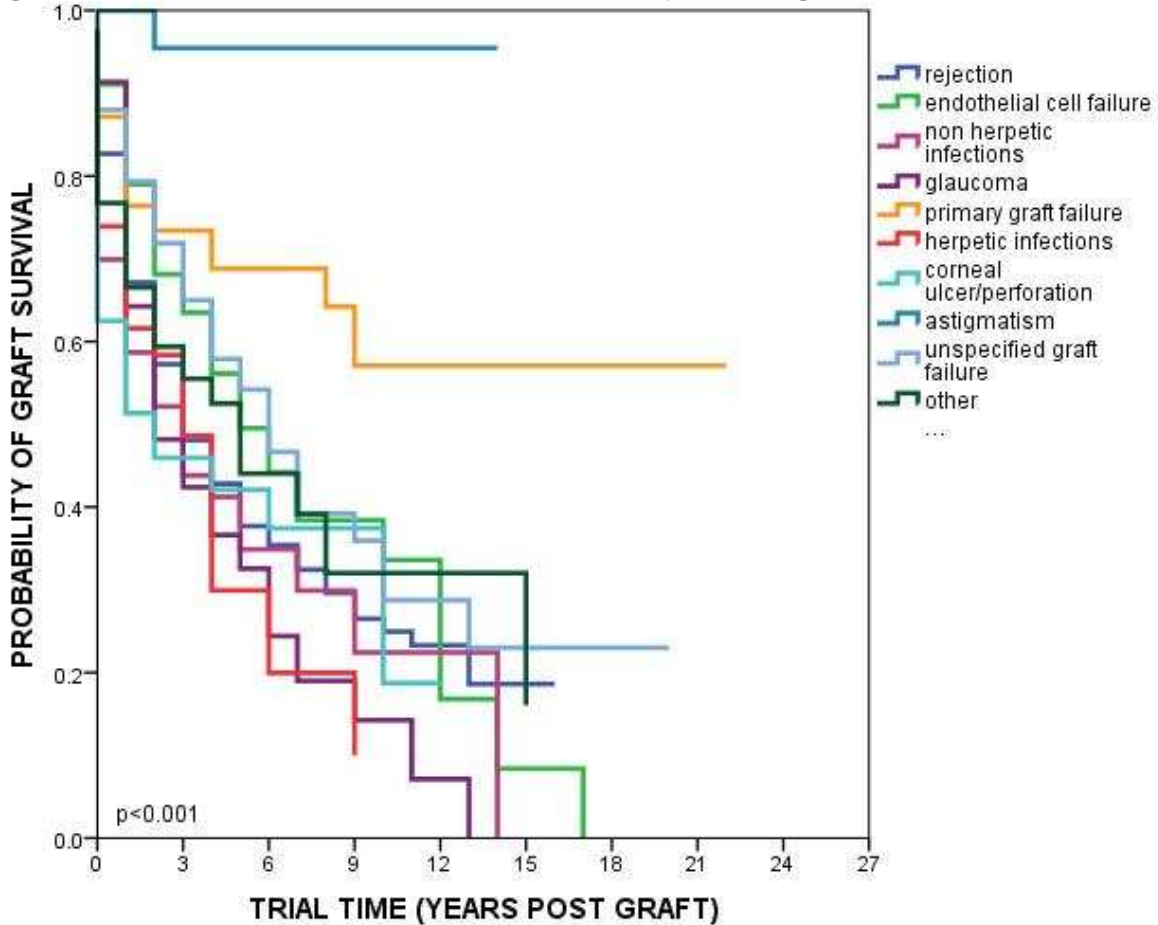 1.0
0.8
0.6
0.4
0.2
0.0
PROBABILITY OF GRAFT SURVIVAL
p<0.001
0 3 6 9 12 15 18 21 24 27
TRIAL TIME (YEARS POST GRAFT)
rejection
endothelial cell failure
non herpetic
infections
glaucoma
primary graft failure
herpetic infections
corneal
ulcer/perforation
astigmatism
unspecified graft
failure
other
...